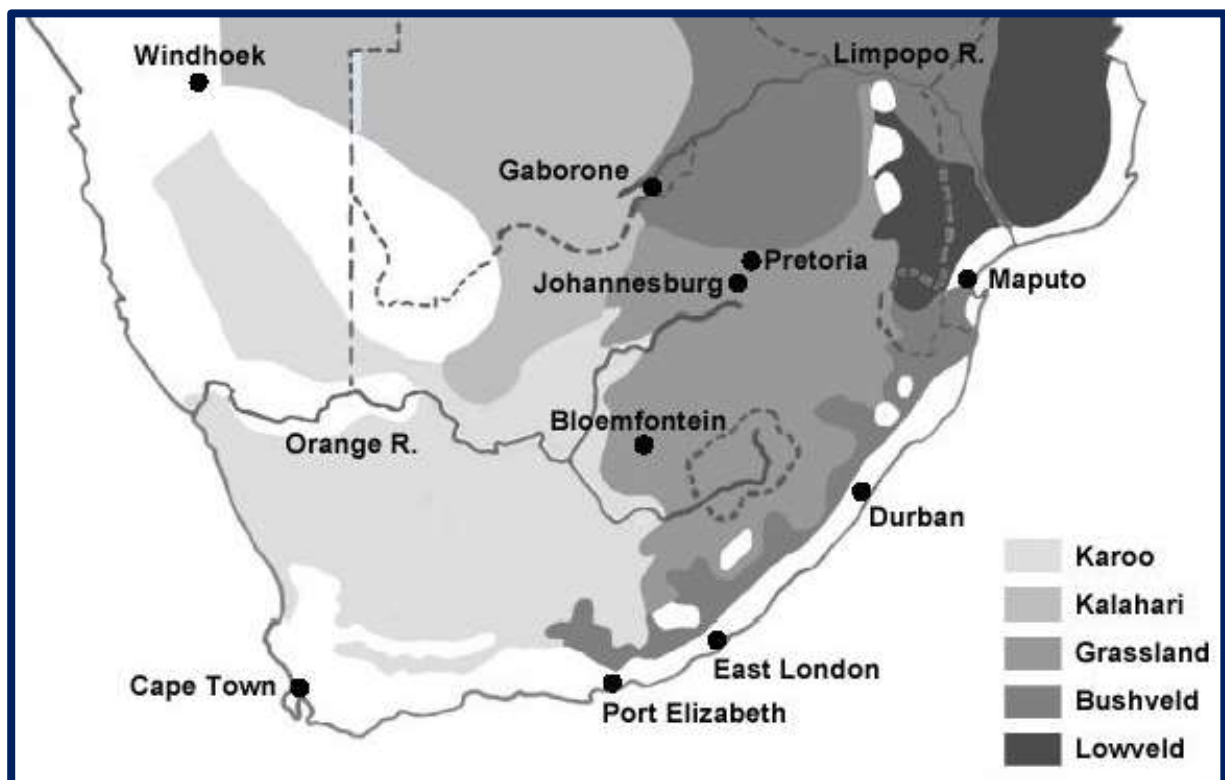 Windhoek
Limpopo R.
Gaborone
Pretoria
Johannesburg
Maputo
Bloemfontein
Orange R.
Durban
East London
Cape Town
Port Elizabeth
Karoo
Kalahari
Grassland
Bushveld
Lowveld